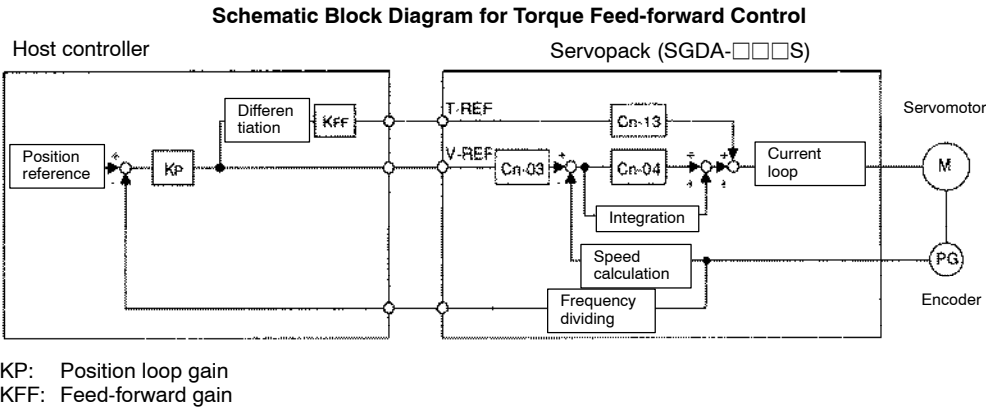 Schematic Block Diagram for Torque Feed-forward Control
Host controller
Servopack (SGDA-□□□S)
Differen
tiation
KFF
T-REF
Cn-13
Servomotor
Position
reference
+
-
KP
V-REF
Cn-03
+
-
Cn-04
+
+
+
+
Current
loop
M
Integration
Speed
calculation
PG
Frequency
dividing
Encoder
KP: Position loop gain
KFF: Feed-forward gain